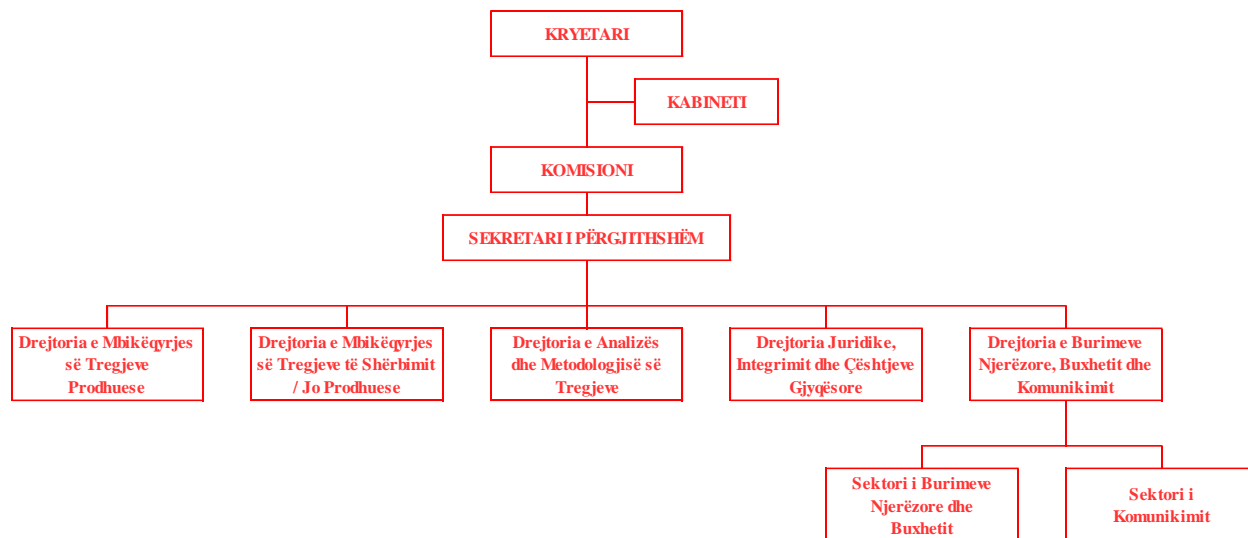 KRYETARI
KABINETI
KOMISIONI
SEKRETARI I PËRGJITHSHËM
Drejtoria e Mbikëqyrjes
së Tregjeve
Prodhuese
Drejtoria e Mbikëqyrjes
së Tregjeve të Shërbimit
/ Jo Prodhuese
Drejtoria e Analizës
dhe Metodologjisë së
Tregjeve
Drejtoria Juridike,
Integrimit dhe Çështjeve
Gjyqësore
Drejtoria e Burimeve
Njerëzore, Buxhetit dhe
Komunikimit
Sektori i Burimeve
Njerëzore dhe
Buxhetit
Sektori i
Komunikimit